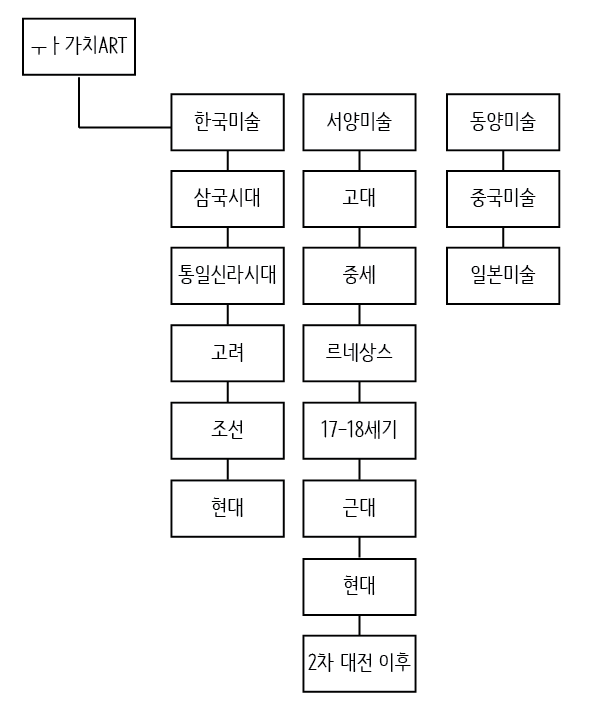 ㅜㅏ가치ART
한국미술
삼국시대
통일신라시대
고려
조선
현대
서양미술
고대
중세
르네상스
17-18세기
근대
현대
2차 대전 이후
동양미술
중국미술
일본미술